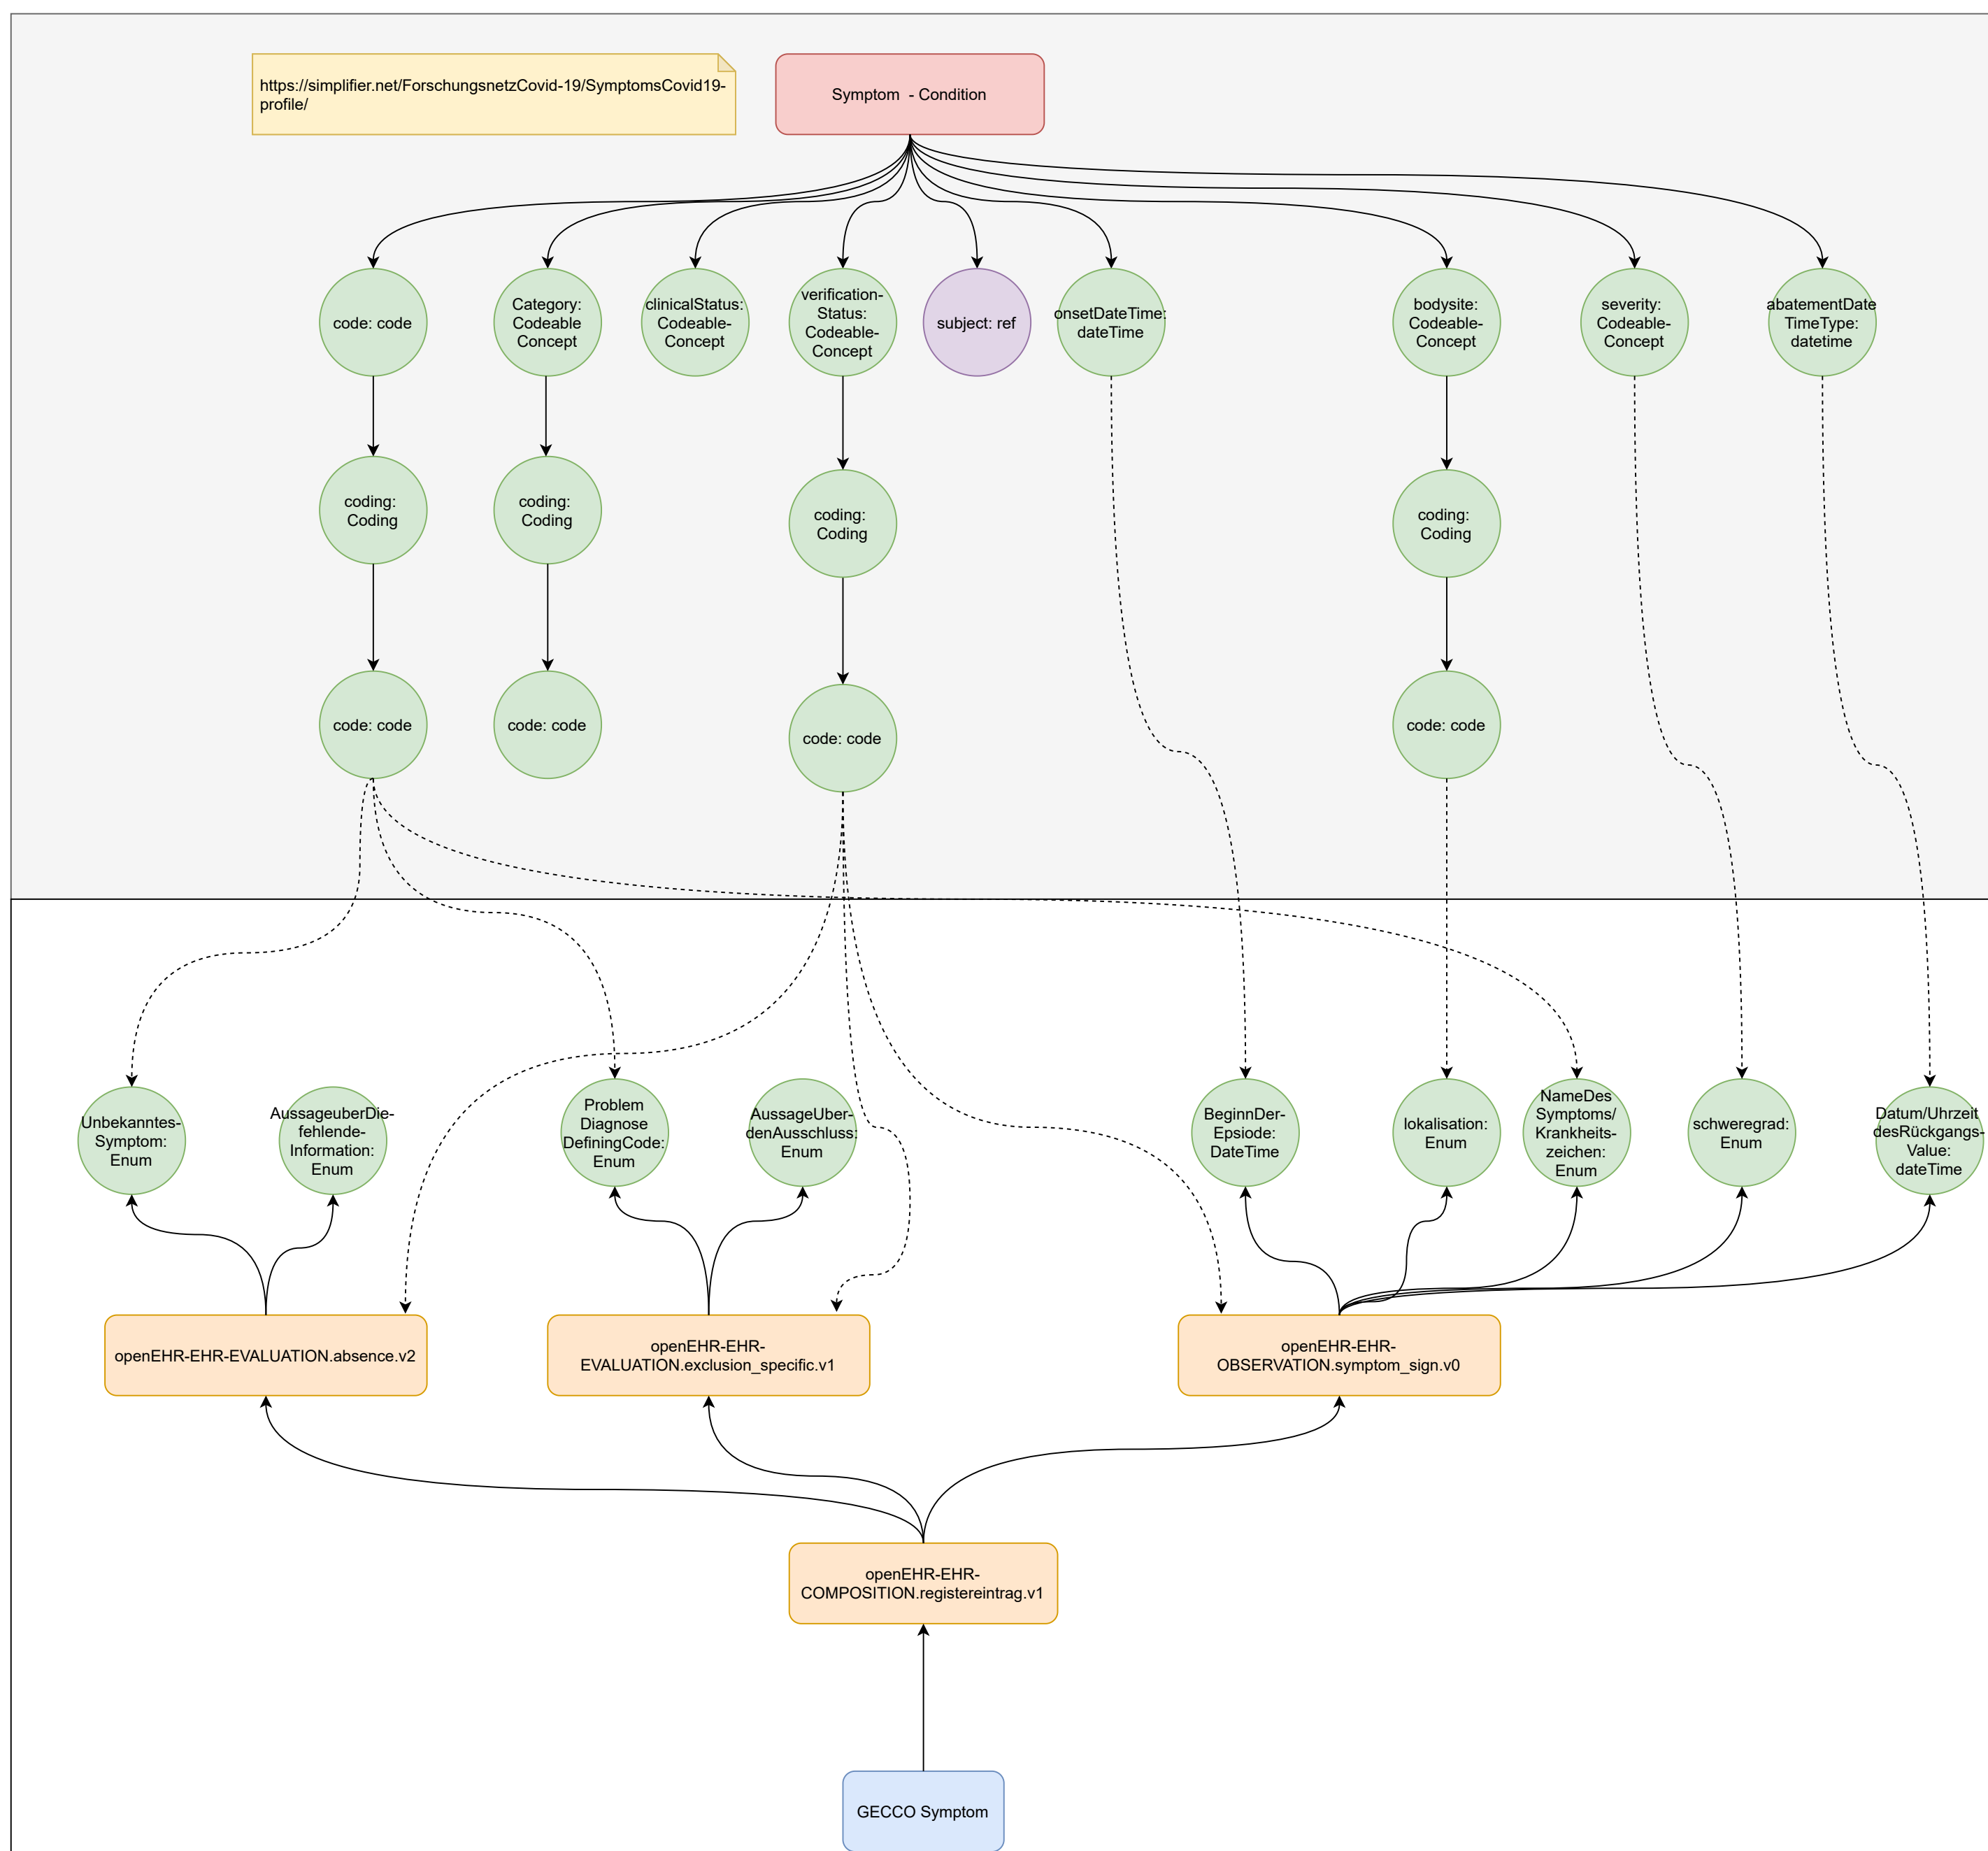 https://simplifier.net/ForschungsnetzCovid-19/SymptomsCovid19-
profile/
Symptom - Condition
code: code
Category:
Codeable
Concept
clinicalStatus:
Codeable-
Concept
verification-
Status:
Codeable-
Concept
subject: ref
onsetDateTime:
dateTime
bodysite:
Codeable-
Concept
severity:
Codeable-
Concept
abatementDate
TimeType:
datetime
coding:
Coding
coding:
Coding
coding:
Coding
coding:
Coding
code: code
code: code
code: code
code: code
Unbekanntes-
Symptom:
Enum
AussageuberDie-
fehlende-
Information:
Enum
Problem
Diagnose
DefiningCode:
Enum
AussageUber-
denAusschluss:
Enum
BeginnDer-
Epsiode:
DateTime
lokalisation:
Enum
NameDes
Symptoms/
Krankheits-
zeichen:
Enum
schweregrad:
Enum
Datum/Uhrzeit
desRückgangs-
Value:
dateTime
openEHR-EHR-EVALUATION.absence.v2
openEHR-EHR-
EVALUATION.exclusion_specific.v1
openEHR-EHR-
OBSERVATION.symptom_sign.v0
openEHR-EHR-
COMPOSITION.registereintrag.v1
GECCO Symptom